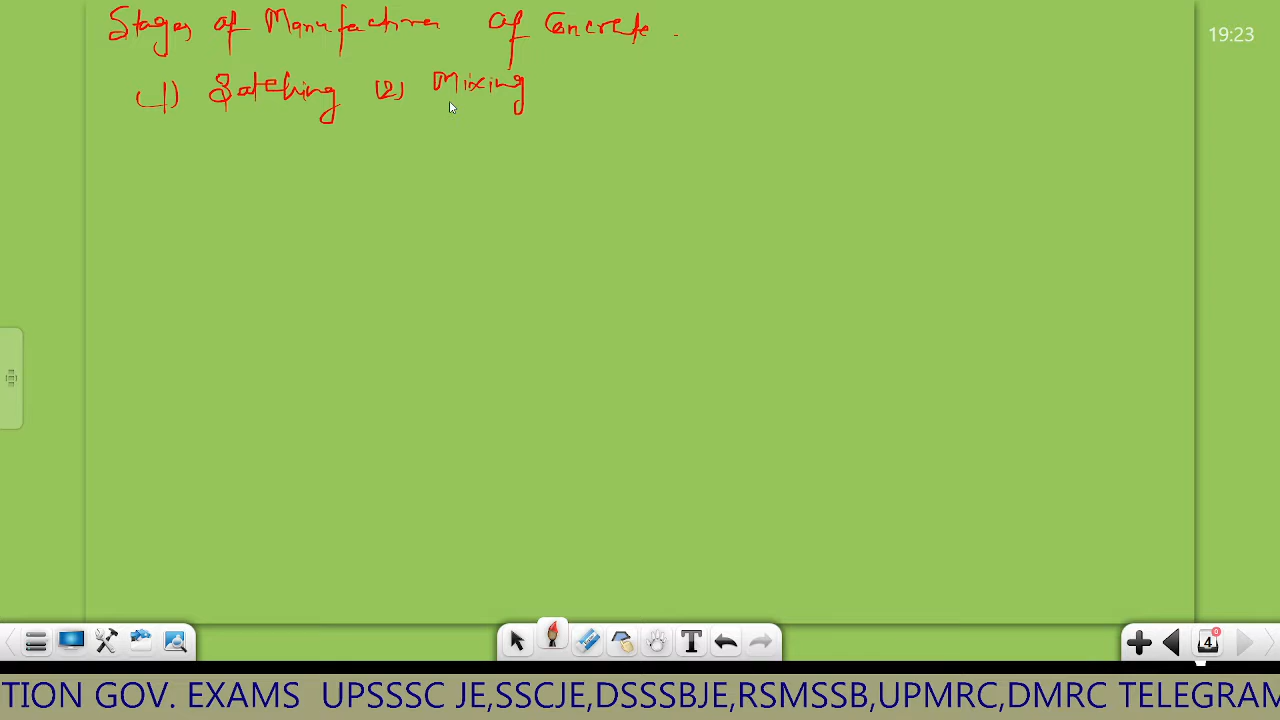 Stages of Manufacture of Concrete.
(1) Batching (2) Mixing
19:23
4
T
TION GOV. EXAMS UPSSSC JE,SSCJE,DSSSBJE,RSMSSB,UPMRC,DMRC TELEGRAM